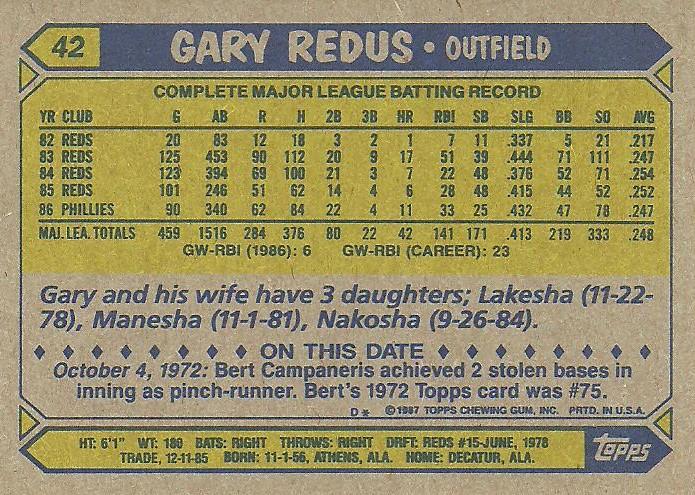 42 GARY REDUS • OUTFIELD
COMPLETE MAJOR LEAGUE BATTING RECORD
YR CLUB G AB R H 2B 3B HR RBI SB SLG BB SO AVG
82 REDS 20 83 12 18 3 2 1 7 11 .337 5 21 .217
83 REDS 125 453 90 112 20 9 17 51 39 .444 71 111 .247
84 REDS 123 394 69 100 21 3 7 22 48 .376 52 71 .254
85 REDS 101 246 51 62 14 4 6 28 48 .415 44 52 .252
86 PHILLIES 90 340 62 84 22 4 11 33 25 .432 47 78 .247
MAJ. LEA. TOTALS 459 1516 284 376 80 22 42 141 171 .413 219 333 .248
GW-RBI (1986): 6 GW-RBI (CAREER): 23
Gary and his wife have 3 daughters; Lakesha (11-22-
78), Manesha (11-1-81), Nakosha (9-26-84).
♦ ♦ ♦ ♦ ♦ ♦ ♦ ♦ ON THIS DATE ♦ ♦ ♦ ♦ ♦ ♦ ♦ ♦
October 4, 1972: Bert Campaneris achieved 2 stolen bases in
inning as pinch-runner. Bert's 1972 Topps card was #75.
D* ©1987 TOPPS CHEWING GUM, INC. PRTD. IN U.S.A.
HT: 6'1" WT: 180 BATS: RIGHT THROWS: RIGHT DRFT: REDS #15-JUNE, 1978
TRADE, 12-11-85 BORN: 11-1-56, ATHENS, ALA. HOME: DECATUR, ALA.
TOPPS